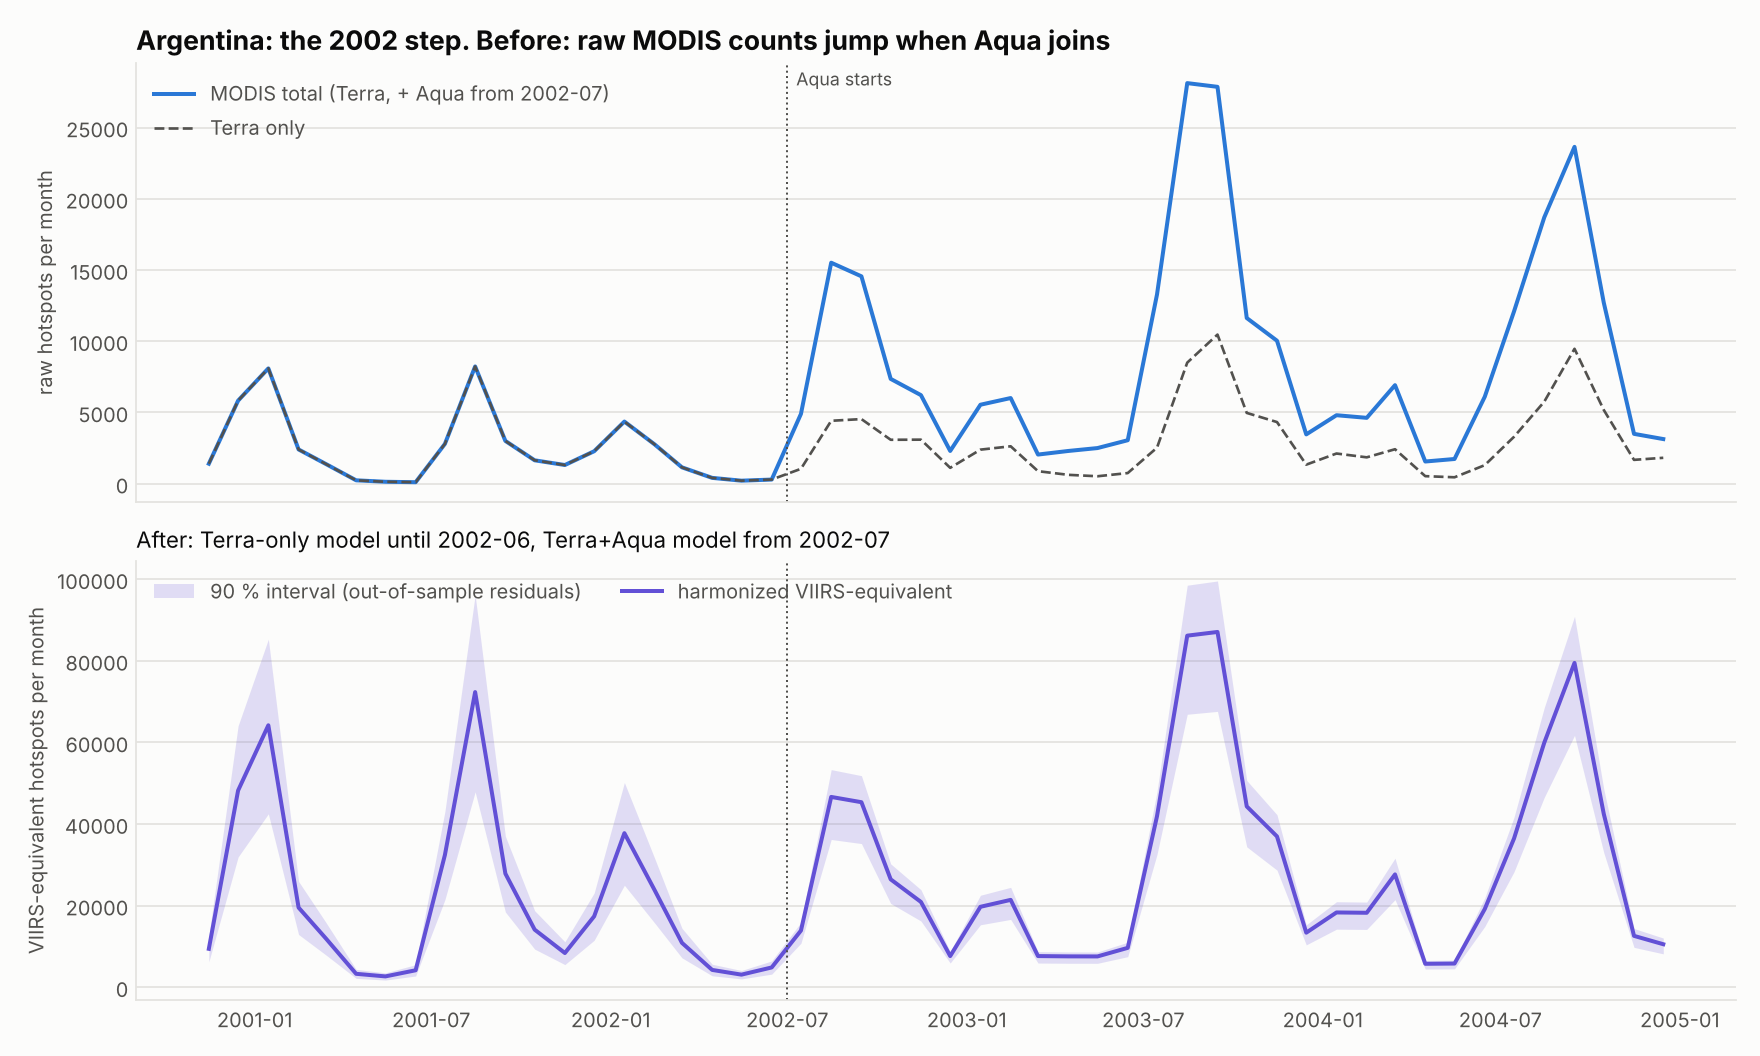 Argentina: the 2002 step. Before: raw MODIS counts jump when Aqua joins
Aqua starts
MODIS total (Terra, + Aqua from 2002-07)
Terra only
raw hotspots per month
25000
20000
15000
10000
5000
0
After: Terra-only model until 2002-06, Terra+Aqua model from 2002-07
90 % interval (out-of-sample residuals)
harmonized VIIRS-equivalent
VIIRS-equivalent hotspots per month
100000
80000
60000
40000
20000
0
2001-01
2001-07
2002-01
2002-07
2003-01
2003-07
2004-01
2004-07
2005-01